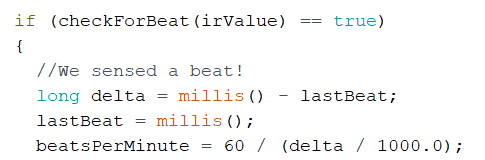 if (checkForBeat(irValue) == true)
{
  //We sensed a beat!
  long delta = millis() - lastBeat;
  lastBeat = millis();
  beatsPerMinute = 60 / (delta / 1000.0);